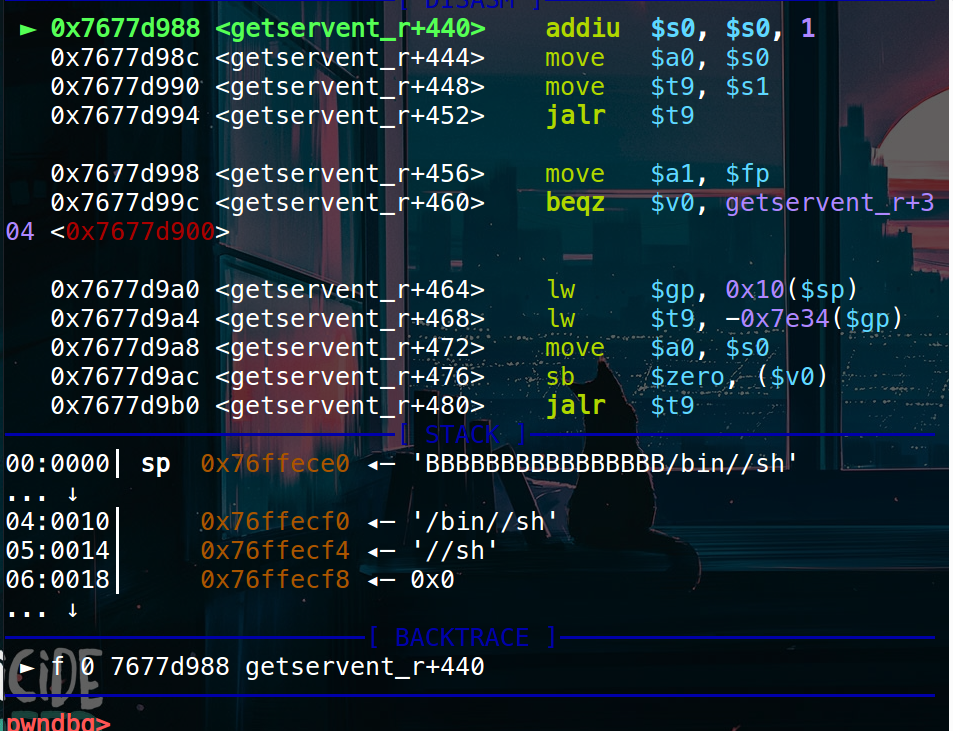 [ DISASM ]
► 0x7677d988 <getservent_r+440> addiu $s0, $s0, 1
0x7677d98c <getservent_r+444> move $a0, $s0
0x7677d990 <getservent_r+448> move $t9, $s1
0x7677d994 <getservent_r+452> jalr $t9
0x7677d998 <getservent_r+456> move $a1, $fp
0x7677d99c <getservent_r+460> beqz $v0, getservent_r+3
04 <0x7677d900>
0x7677d9a0 <getservent_r+464> lw $gp, 0x10($sp)
0x7677d9a4 <getservent_r+468> lw $t9, -0x7e34($gp)
0x7677d9a8 <getservent_r+472> move $a0, $s0
0x7677d9ac <getservent_r+476> sb $zero, ($v0)
0x7677d9b0 <getservent_r+480> jalr $t9
[ STACK ]
00:0000│ sp 0x76ffece0 ◂— 'BBBBBBBBBBBBBBBB/bin//sh'
... ↓
04:0010│ 0x76ffecf0 ◂— '/bin//sh'
05:0014│ 0x76ffecf4 ◂— '//sh'
06:0018│ 0x76ffecf8 ◂— 0x0
... ↓
[ BACKTRACE ]
► f 0 7677d988 getservent_r+440
CiDE
pwndbg>